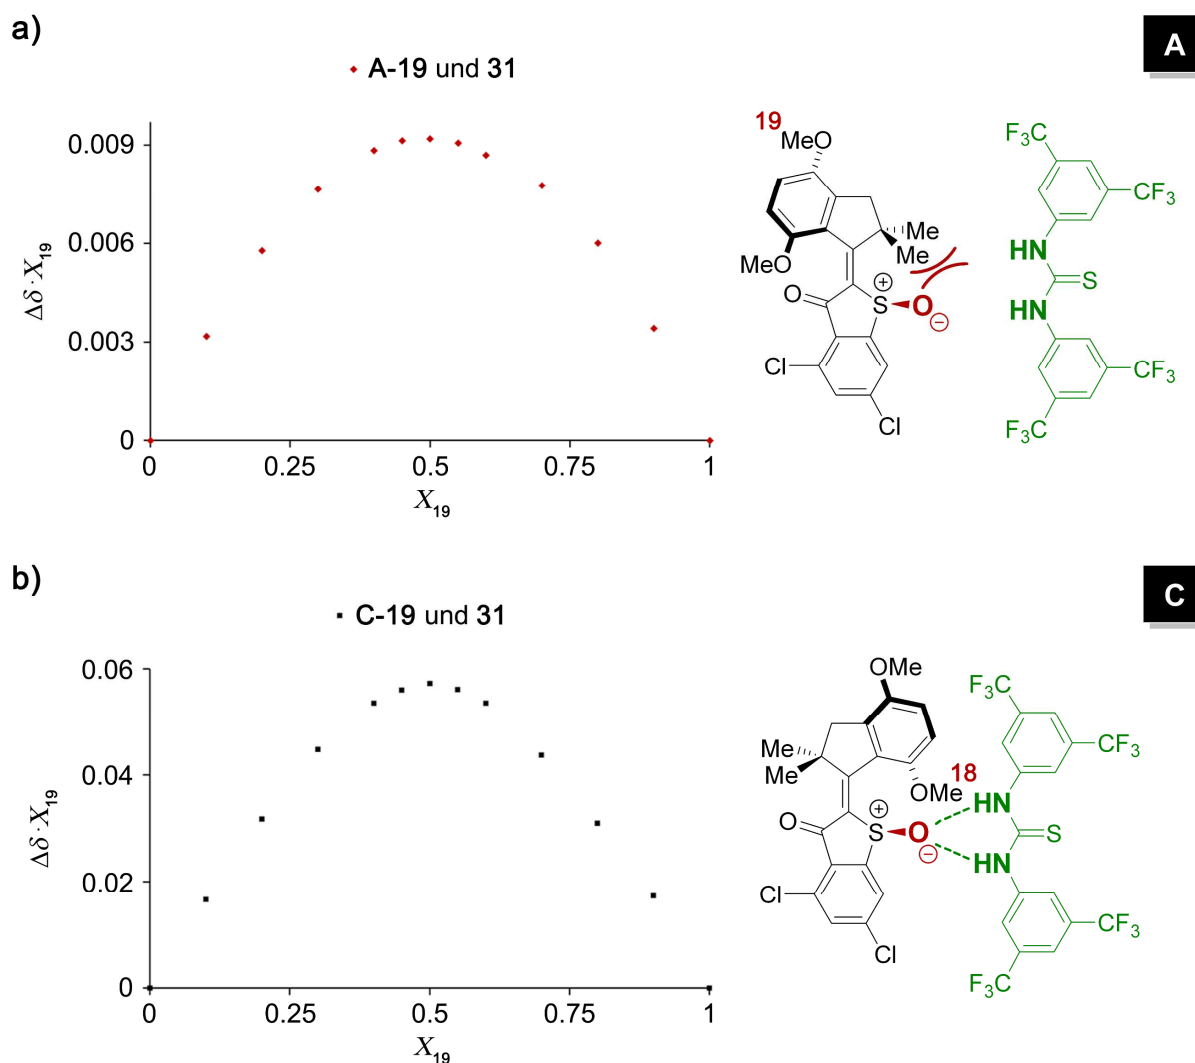 a)
A
A-19 und 31
0.009
0.006
0.003
0
0 0.25 0.5 0.75 1
Δδ·X19
X19
19
MeO
MeO
Me
Me
O
S
⊕
O
⊖
Cl
Cl
F3C
CF3
HN
S
HN
CF3
F3C
b)
C
C-19 und 31
0.06
0.04
0.02
0
0 0.25 0.5 0.75 1
Δδ·X19
X19
OMe
Me
Me
18
OMe
O
S
⊕
O
⊖
Cl
Cl
F3C
CF3
HN
S
HN
CF3
F3C